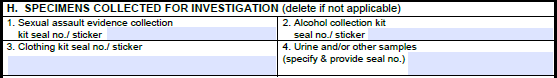 H. SPECIMENS COLLECTED FOR INVESTIGATION (delete if not applicable)
1. Sexual assault evidence collection
kit seal no./ sticker
2. Alcohol collection kit
seal no./ sticker
3. Clothing kit seal no./ sticker
4. Urine and/or other samples
(specify & provide seal no.)